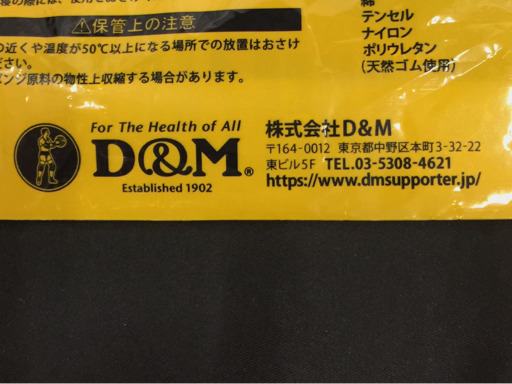 ⚠保管上の注意
の近くや温度が50℃以上になる場所での放置はおさけ
ポンジ原料の物性上収縮する場合があります。
綿
テンセル
ナイロン
ポリウレタン
(天然ゴム使用)
For The Health of All
D&M®
Established 1902
株式会社D&M
〒164-0012 東京都中野区本町3-32-22
東ビル5F TEL.03-5308-4621
https://www.dmsupporter.jp/